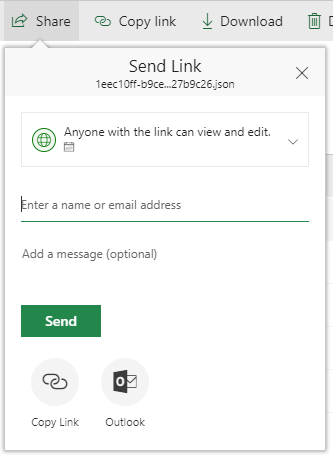 Share Copy link Download D
Send Link
1eec10ff-b9ce...27b9c26.json
Anyone with the link can view and edit.
Enter a name or email address
Add a message (optional)
Send
Copy Link Outlook